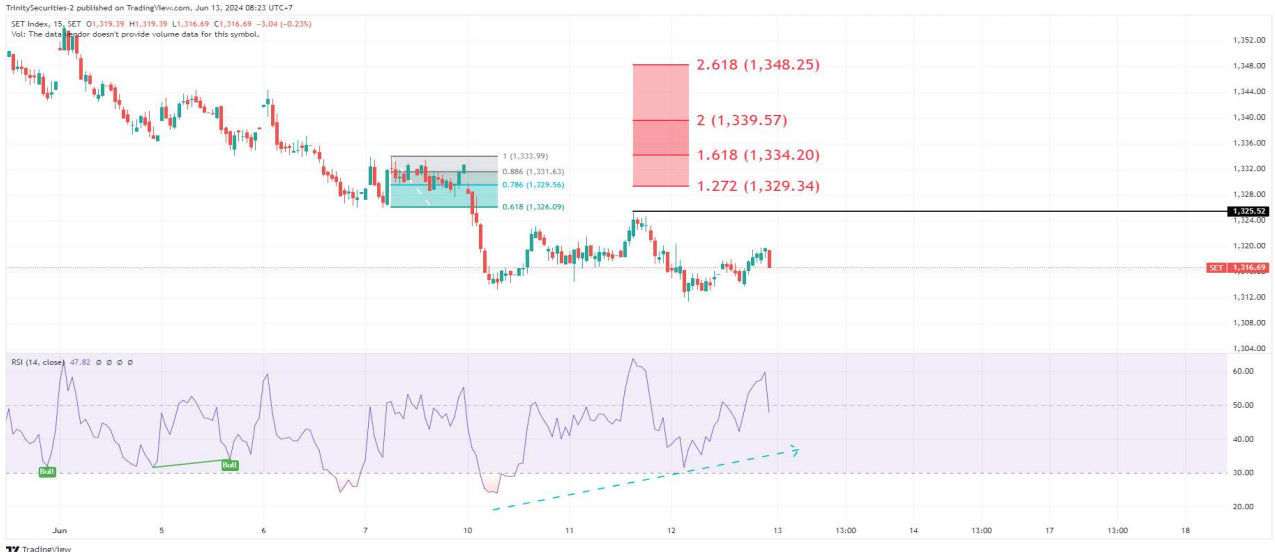 TrinitySecurities-2 published on TradingView.com, Jun 13, 2024 08:23 UTC+7
SET Index, 15, SET O1,319.39 H1,319.39 L1,316.69 C1,316.69 −3.04 (−0.23%)
Vol: The data vendor doesn't provide volume data for this symbol.
1,352.00
1,348.00
1,344.00
1,340.00
1,336.00
1,332.00
1,328.00
1,325.52
1,324.00
1,320.00
SET 1,316.69
1,312.00
1,308.00
1,304.00
2.618 (1,348.25)
2 (1,339.57)
1.618 (1,334.20)
1.272 (1,329.34)
1 (1,333.99)
0.886 (1,331.63)
0.786 (1,329.56)
0.618 (1,326.09)
RSI (14, close) 47.82 ∅ ∅ ∅ ∅
60.00
50.00
40.00
30.00
20.00
Bull
Bull
Jun 5 6 7 10 11 12 13 13:00 14 13:00 17 13:00 18
TradingView